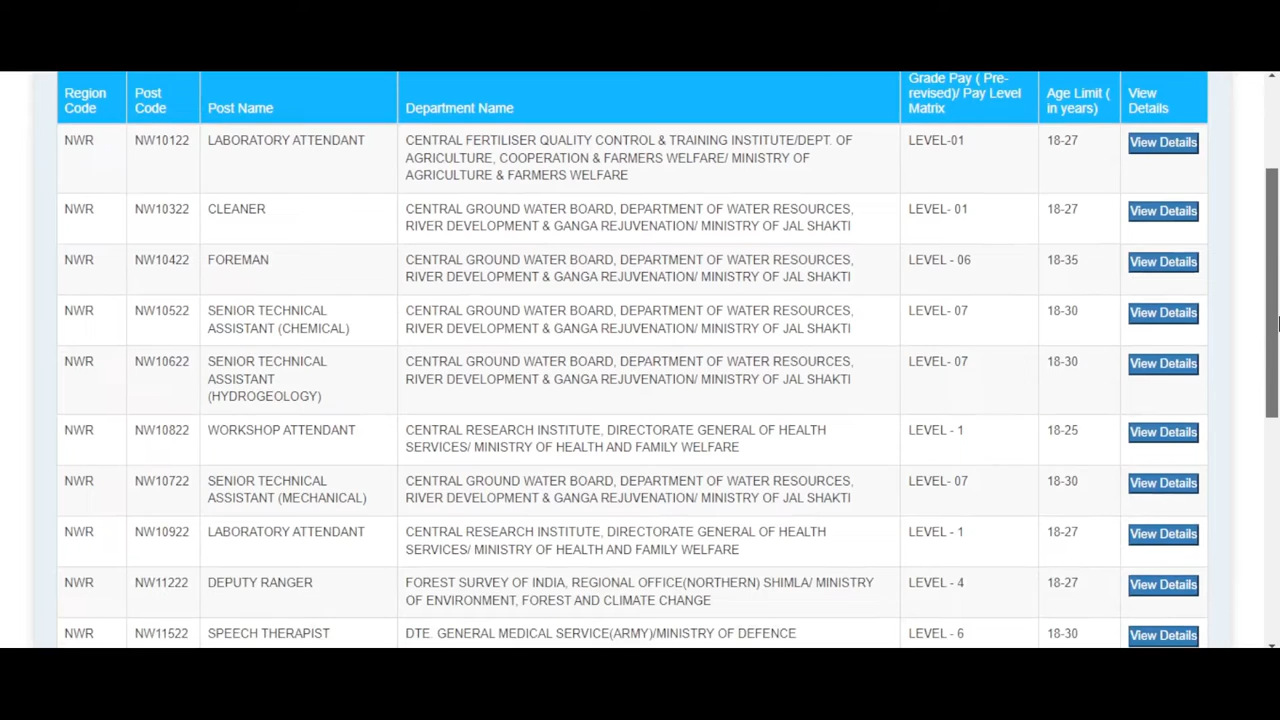 Region Code
Post Code
Post Name
Department Name
Grade Pay ( Pre-
revised)/ Pay Level
Matrix
Age Limit (
in years)
View
Details
NWR NW10122 LABORATORY ATTENDANT CENTRAL FERTILISER QUALITY CONTROL & TRAINING INSTITUTE/DEPT. OF LEVEL-01 18-27 View Details
AGRICULTURE, COOPERATION & FARMERS WELFARE/ MINISTRY OF
AGRICULTURE & FARMERS WELFARE
NWR NW10322 CLEANER CENTRAL GROUND WATER BOARD, DEPARTMENT OF WATER RESOURCES, LEVEL- 01 18-27 View Details
RIVER DEVELOPMENT & GANGA REJUVENATION/ MINISTRY OF JAL SHAKTI
NWR NW10422 FOREMAN CENTRAL GROUND WATER BOARD, DEPARTMENT OF WATER RESOURCES, LEVEL - 06 18-35 View Details
RIVER DEVELOPMENT & GANGA REJUVENATION/ MINISTRY OF JAL SHAKTI
NWR NW10522 SENIOR TECHNICAL CENTRAL GROUND WATER BOARD, DEPARTMENT OF WATER RESOURCES, LEVEL- 07 18-30 View Details
ASSISTANT (CHEMICAL) RIVER DEVELOPMENT & GANGA REJUVENATION/ MINISTRY OF JAL SHAKTI
NWR NW10622 SENIOR TECHNICAL CENTRAL GROUND WATER BOARD, DEPARTMENT OF WATER RESOURCES, LEVEL- 07 18-30 View Details
ASSISTANT RIVER DEVELOPMENT & GANGA REJUVENATION/ MINISTRY OF JAL SHAKTI
(HYDROGEOLOGY)
NWR NW10822 WORKSHOP ATTENDANT CENTRAL RESEARCH INSTITUTE, DIRECTORATE GENERAL OF HEALTH LEVEL - 1 18-25 View Details
SERVICES/ MINISTRY OF HEALTH AND FAMILY WELFARE
NWR NW10722 SENIOR TECHNICAL CENTRAL GROUND WATER BOARD, DEPARTMENT OF WATER RESOURCES, LEVEL- 07 18-30 View Details
ASSISTANT (MECHANICAL) RIVER DEVELOPMENT & GANGA REJUVENATION/ MINISTRY OF JAL SHAKTI
NWR NW10922 LABORATORY ATTENDANT CENTRAL RESEARCH INSTITUTE, DIRECTORATE GENERAL OF HEALTH LEVEL - 1 18-27 View Details
SERVICES/ MINISTRY OF HEALTH AND FAMILY WELFARE
NWR NW11222 DEPUTY RANGER FOREST SURVEY OF INDIA, REGIONAL OFFICE(NORTHERN) SHIMLA/ MINISTRY LEVEL - 4 18-27 View Details
OF ENVIRONMENT, FOREST AND CLIMATE CHANGE
NWR NW11522 SPEECH THERAPIST DTE. GENERAL MEDICAL SERVICE(ARMY)/MINISTRY OF DEFENCE LEVEL - 6 18-30 View Details